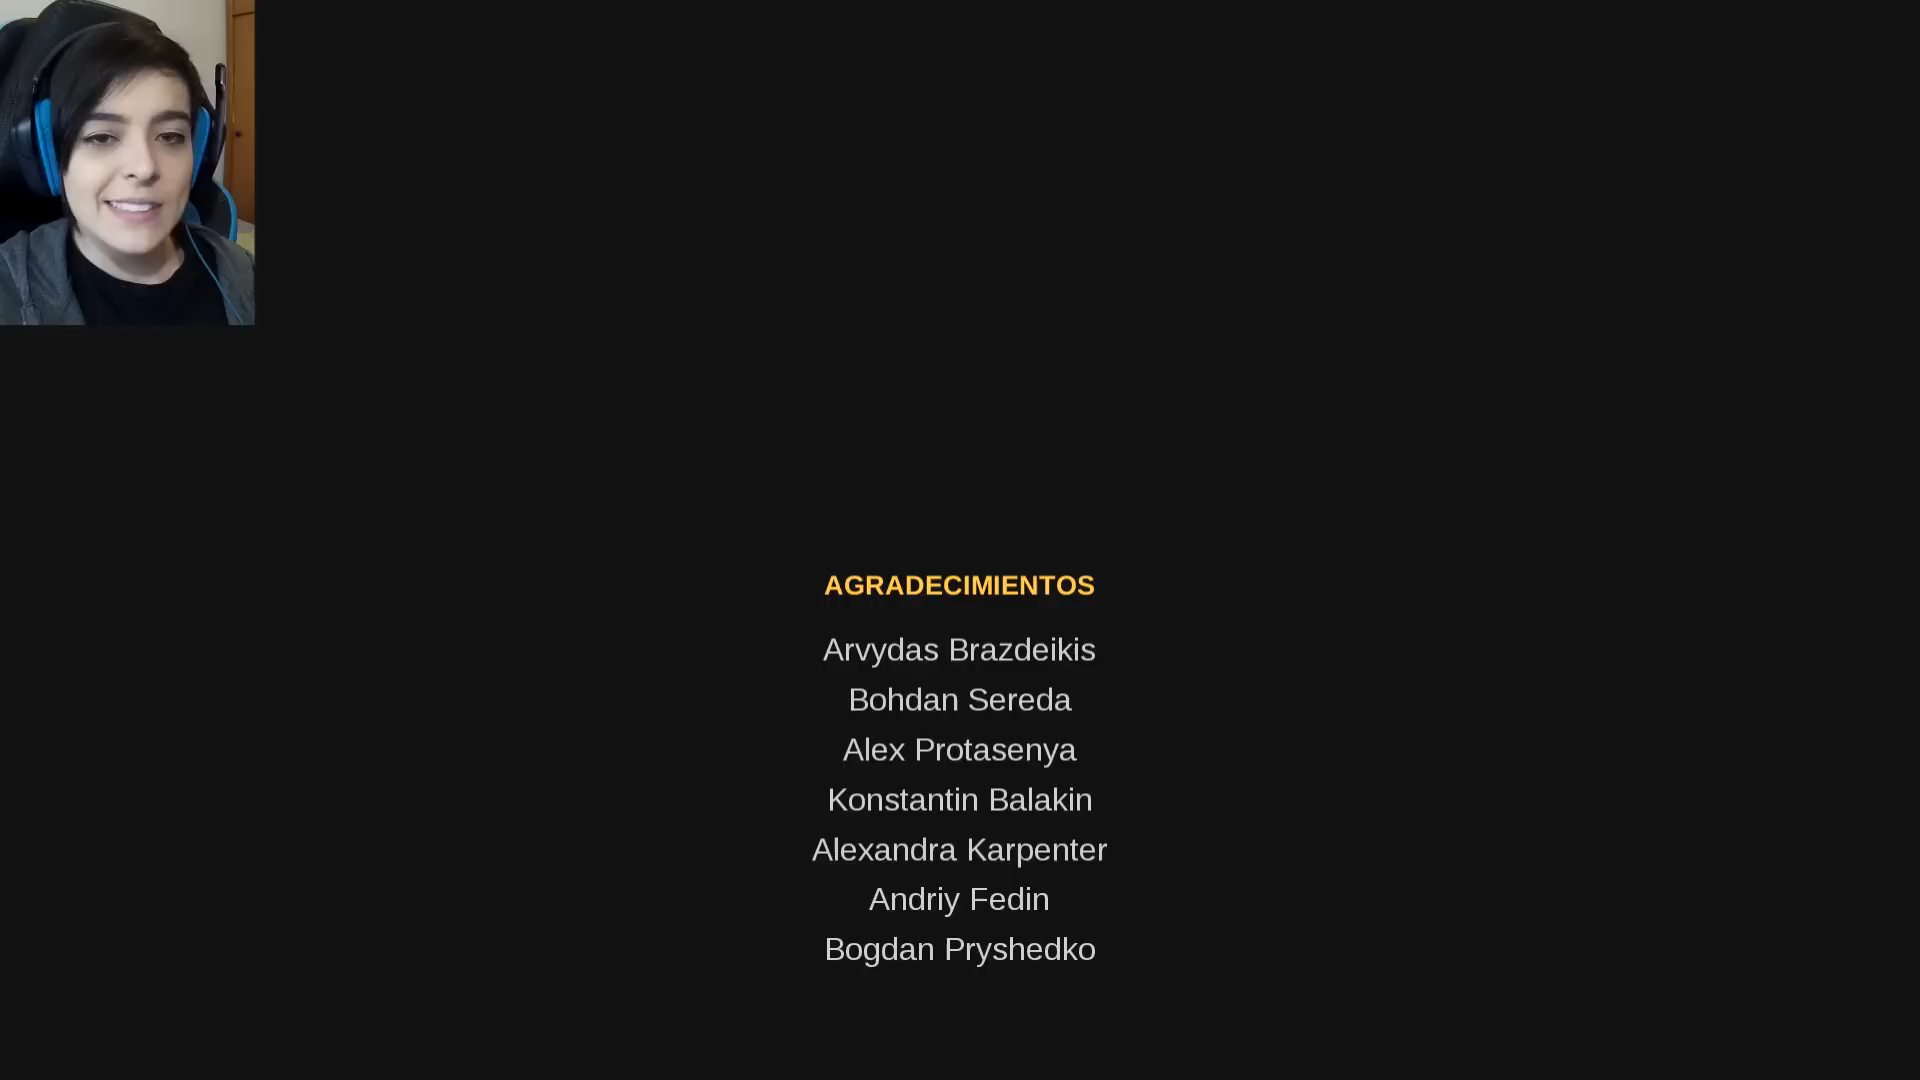 AGRADECIMIENTOS
Arvydas Brazdeikis
Bohdan Sereda
Alex Protasenya
Konstantin Balakin
Alexandra Karpenter
Andriy Fedin
Bogdan Pryshedko